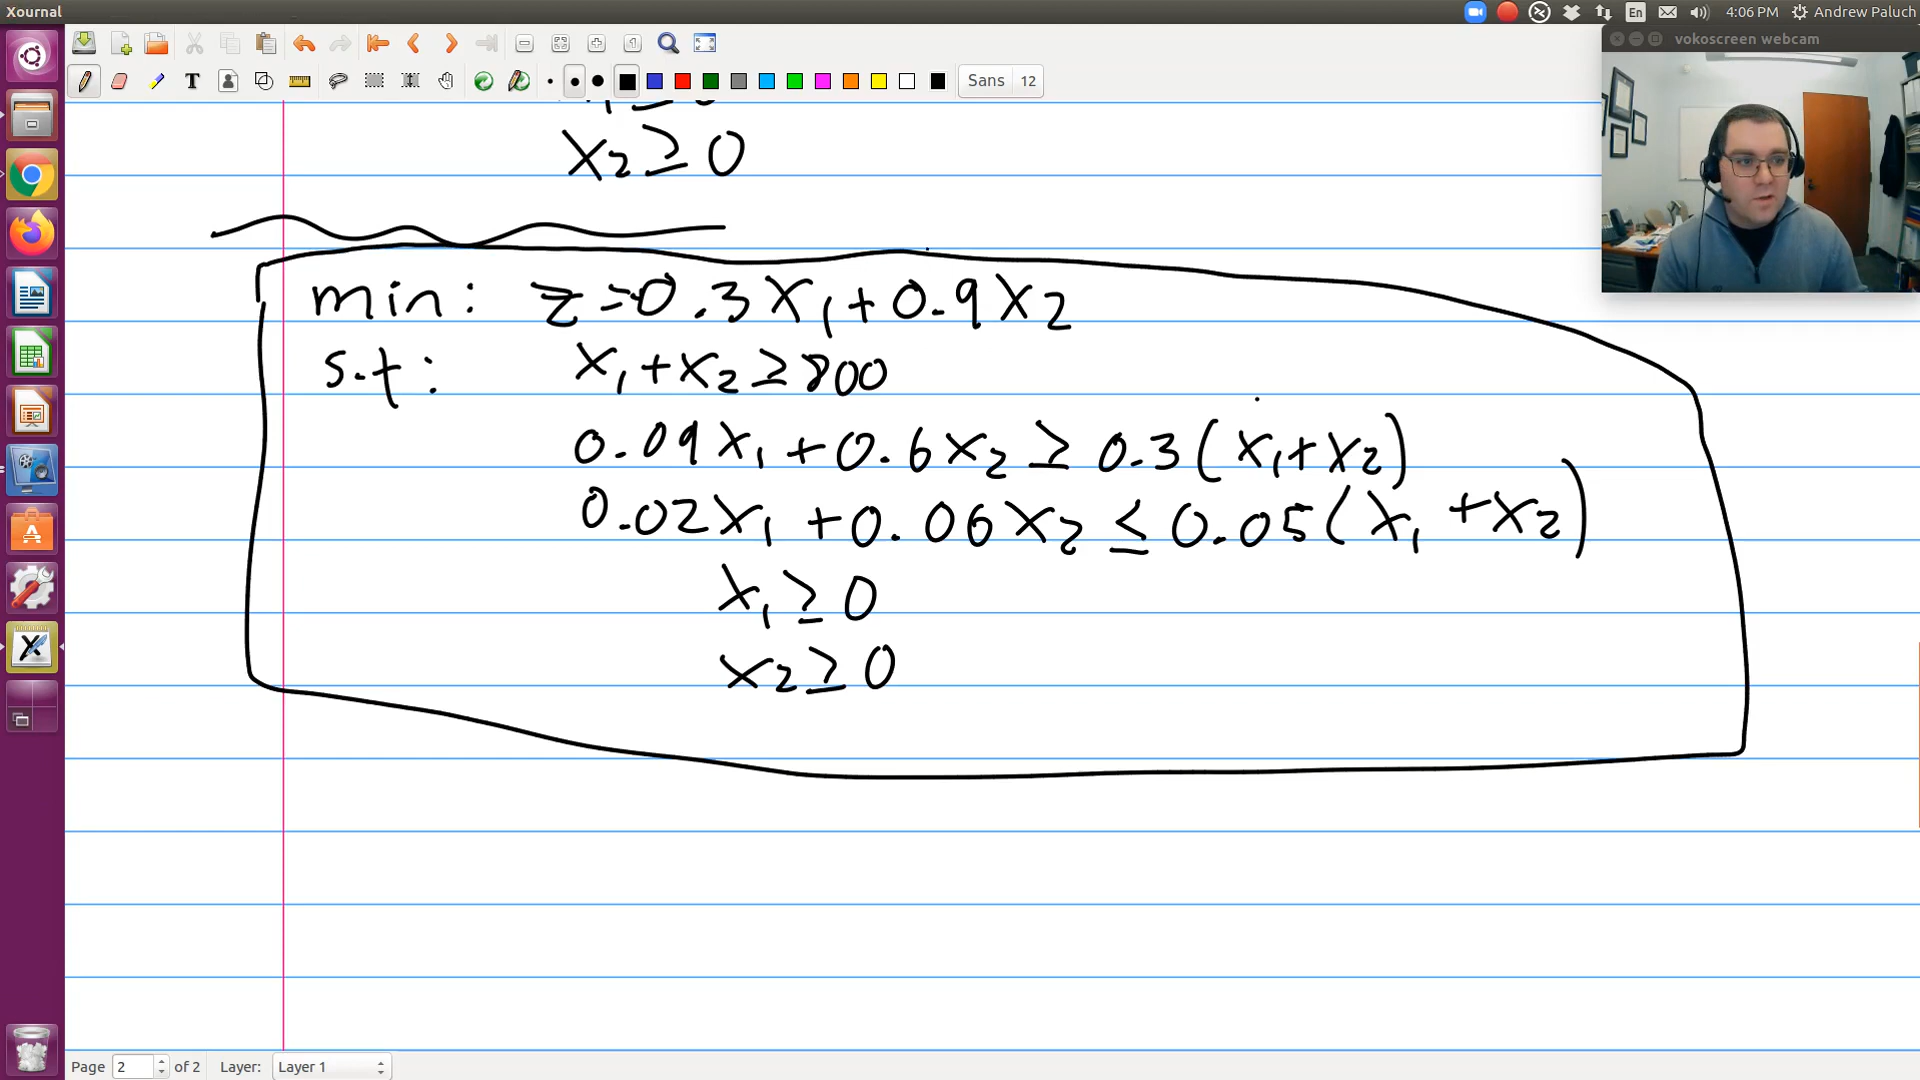 Xournal
En 4:06 PM Andrew Paluch
vokoscreen webcam
T Sans 12
x₂ ≥ 0
min: z = 0.3x₁ + 0.9x₂
s.t: x₁ + x₂ ≥ 800
0.09x₁ + 0.6x₂ ≥ 0.3(x₁ + x₂)
0.02x₁ + 0.06x₂ ≤ 0.05(x₁ + x₂)
x₁ ≥ 0
x₂ ≥ 0
Page 2 of 2 Layer: Layer 1